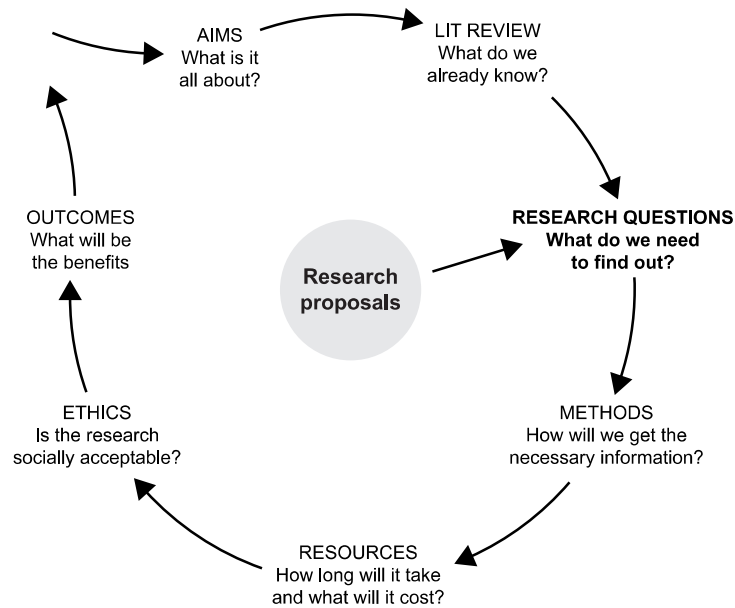 AIMS
What is it
all about?
LIT REVIEW
What do we
already know?
RESEARCH QUESTIONS
What do we need
to find out?
METHODS
How will we get the
necessary information?
RESOURCES
How long will it take
and what will it cost?
ETHICS
Is the research
socially acceptable?
OUTCOMES
What will be
the benefits
Research
proposals